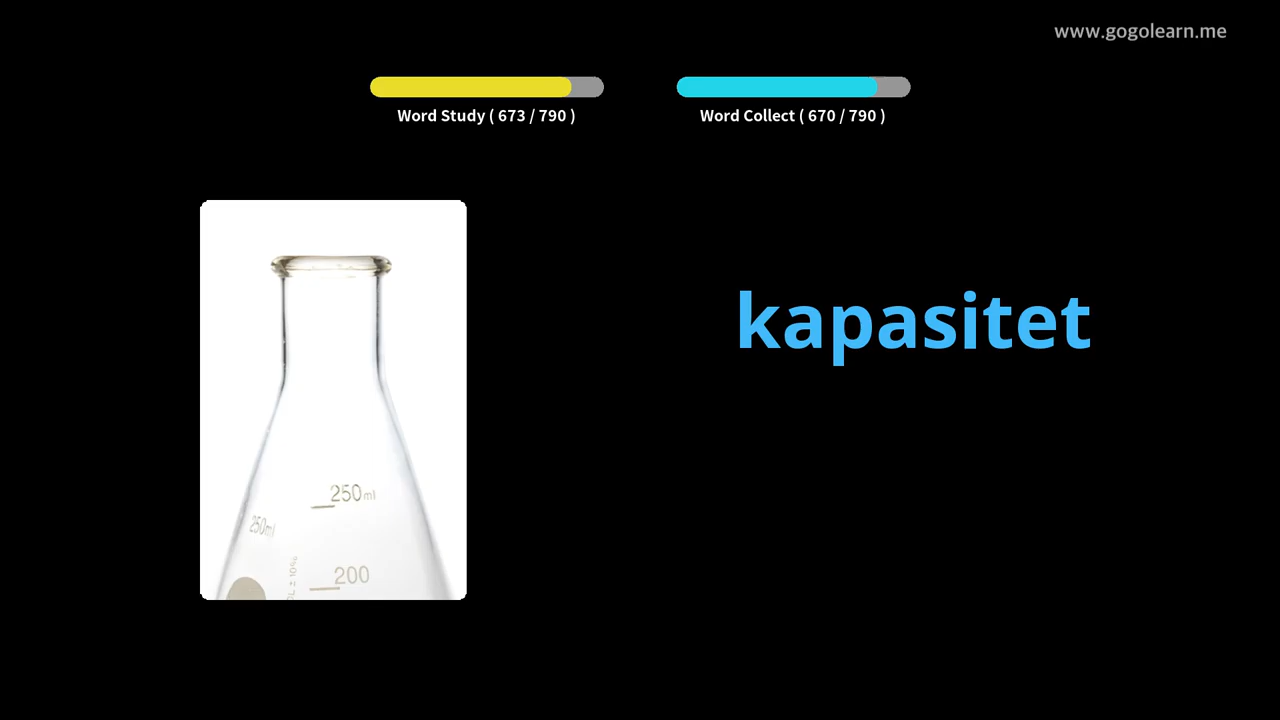 www.gogolearn.me
Word Study ( 673 / 790 )
Word Collect ( 670 / 790 )
kapasitet
250ml
250ml
200